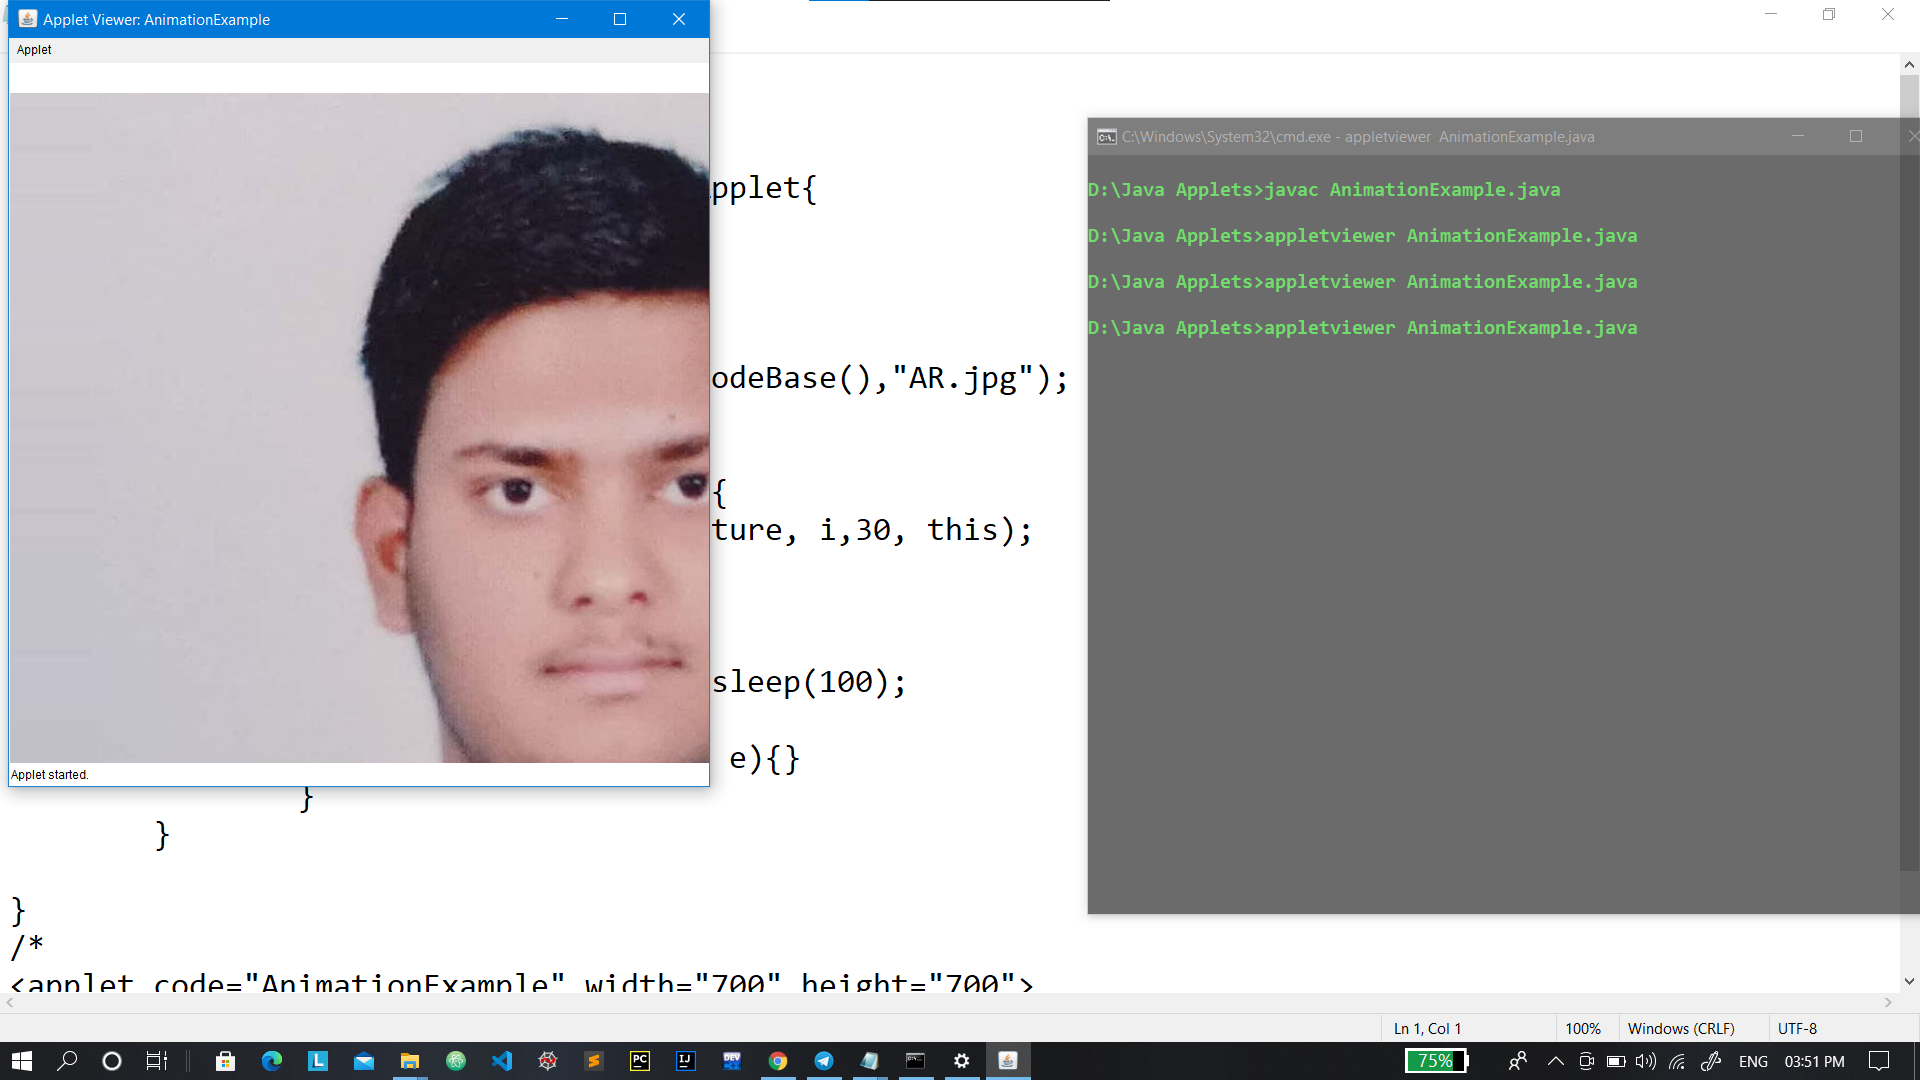 Applet Viewer: AnimationExample
Applet
pplet{
odeBase(),"AR.jpg");
{
ture, i,30, this);
sleep(100);
e){}
}
}
}
/*
<applet code="AnimationExample" width="700" height="700">
Applet started.
C:\Windows\System32\cmd.exe - appletviewer  AnimationExample.java
D:\Java Applets>javac AnimationExample.java
D:\Java Applets>appletviewer AnimationExample.java
D:\Java Applets>appletviewer AnimationExample.java
D:\Java Applets>appletviewer AnimationExample.java
Ln 1, Col 1
100%
Windows (CRLF)
UTF-8
L
PC
IJ
DEV
75%
ENG
03:51 PM